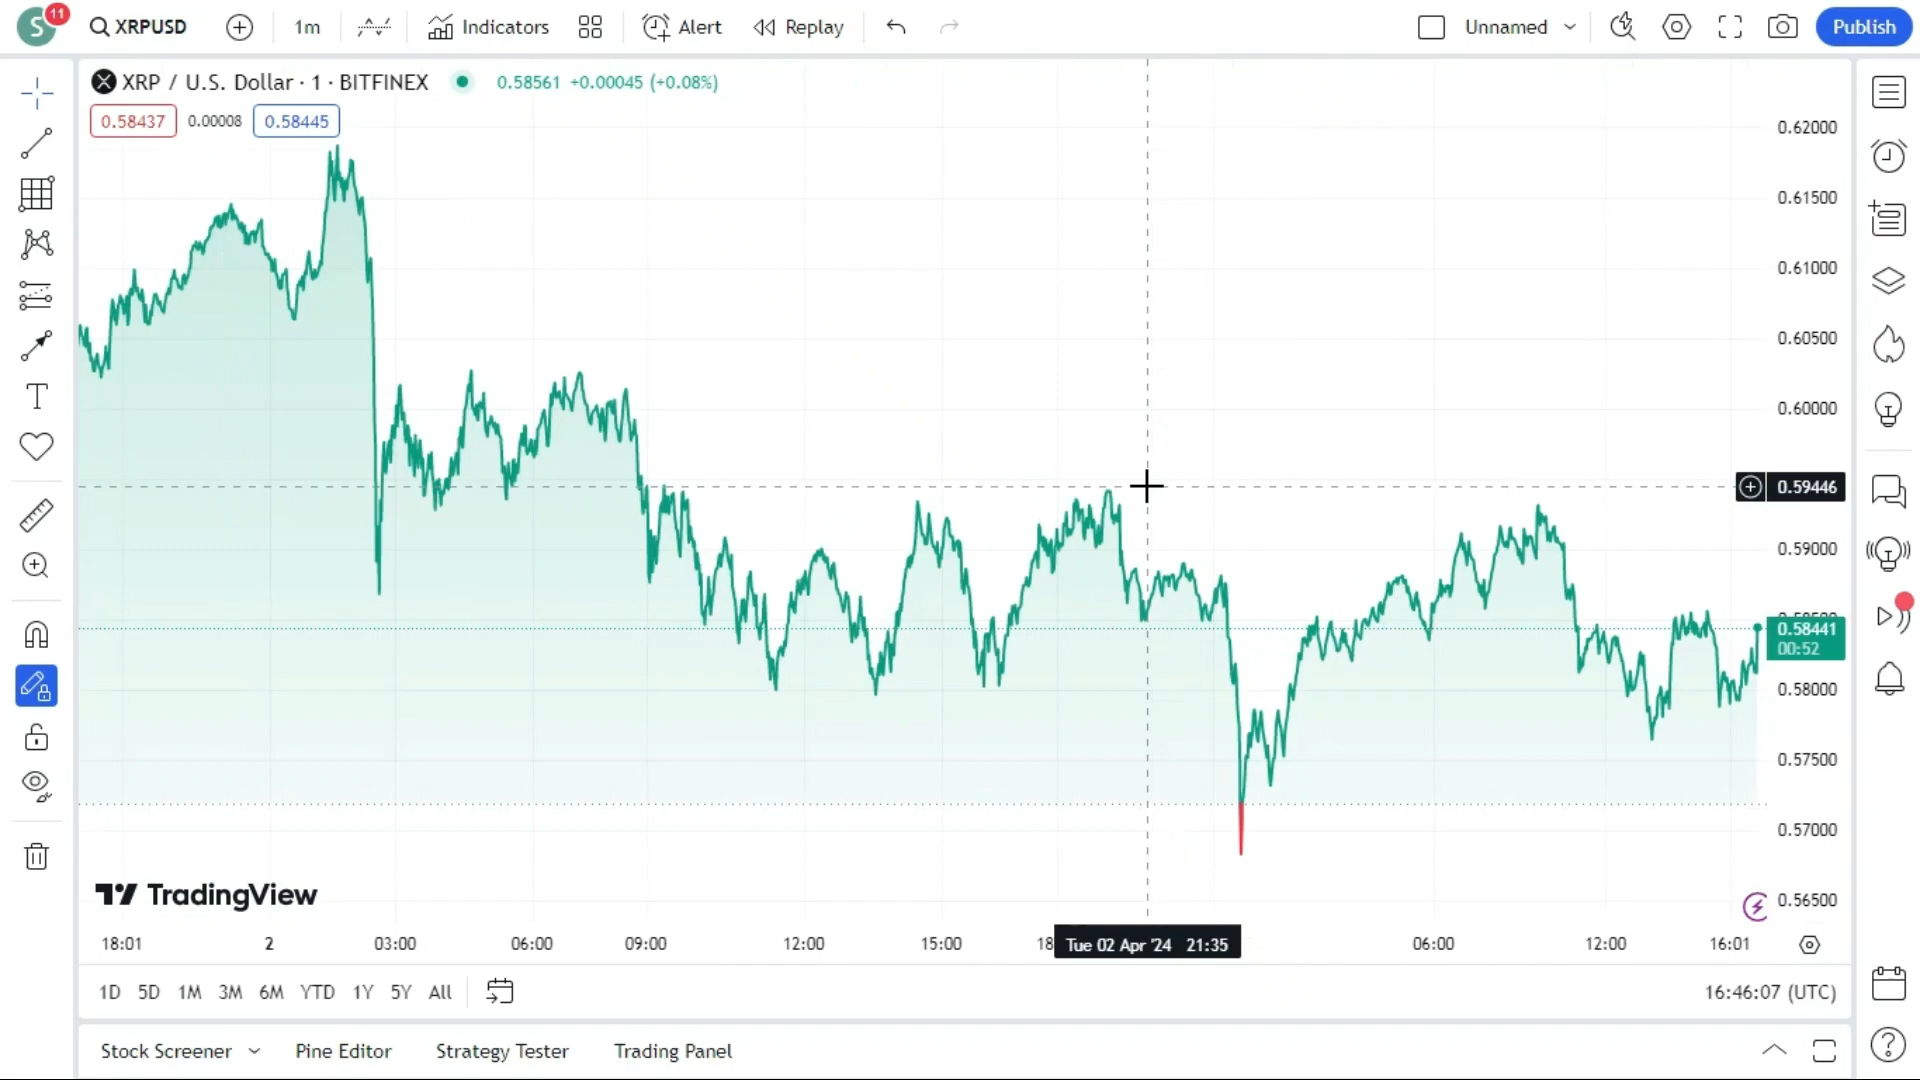 S 11 XRPUSD 1m Indicators Alert Replay Unnamed Publish
XRP / U.S. Dollar · 1 · BITFINEX 0.58561 +0.00045 (+0.08%)
0.58437 0.00008 0.58445
0.62000
0.61500
0.61000
0.60500
0.60000
0.59446
0.59000
0.58441
00:52
0.58000
0.57500
0.57000
TradingView
0.56500
18:01 2 03:00 06:00 09:00 12:00 15:00 18 Tue 02 Apr '24 21:35 06:00 12:00 16:01
1D 5D 1M 3M 6M YTD 1Y 5Y All 16:46:07 (UTC)
Stock Screener Pine Editor Strategy Tester Trading Panel